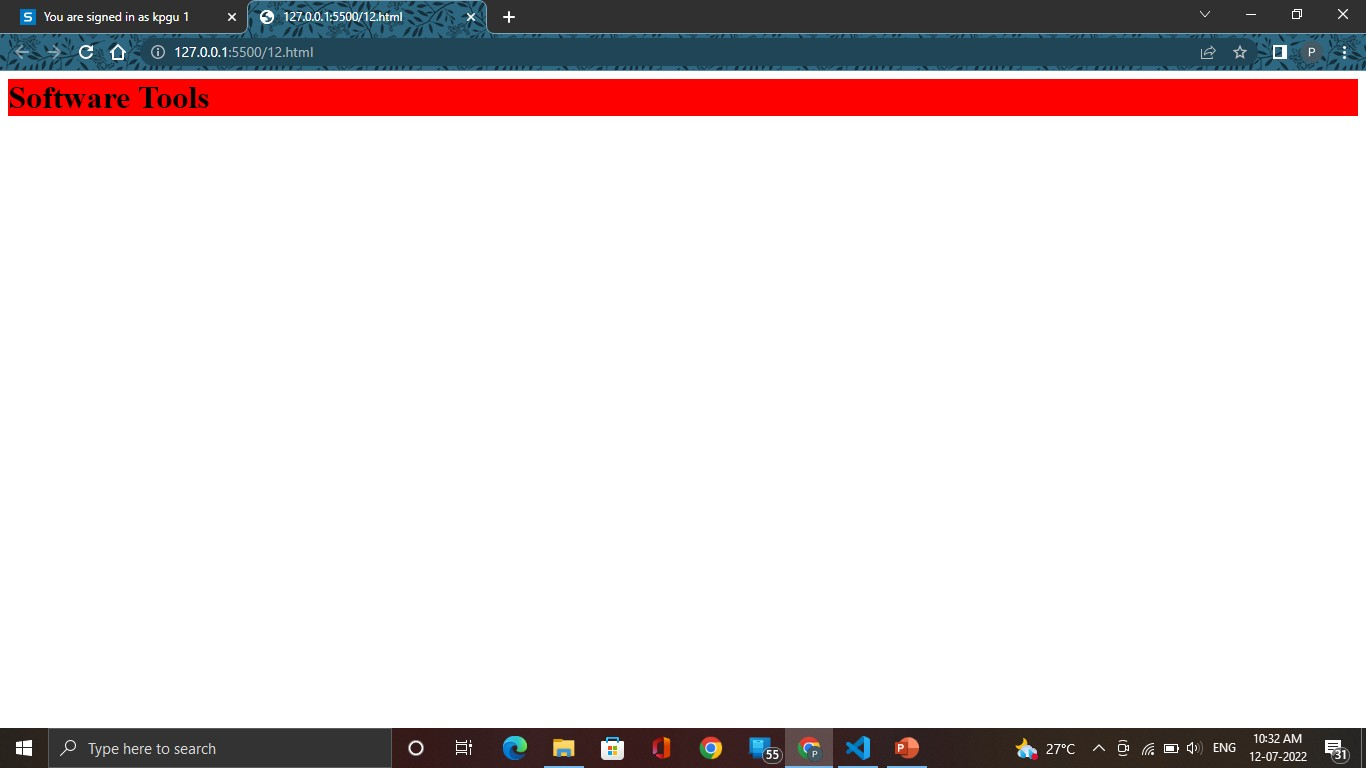 You are signed in as kpgu 1
127.0.0.1:5500/12.html
127.0.0.1:5500/12.html
P
Software Tools
Type here to search
55
P
P
27°C
ENG
10:32 AM
12-07-2022
31